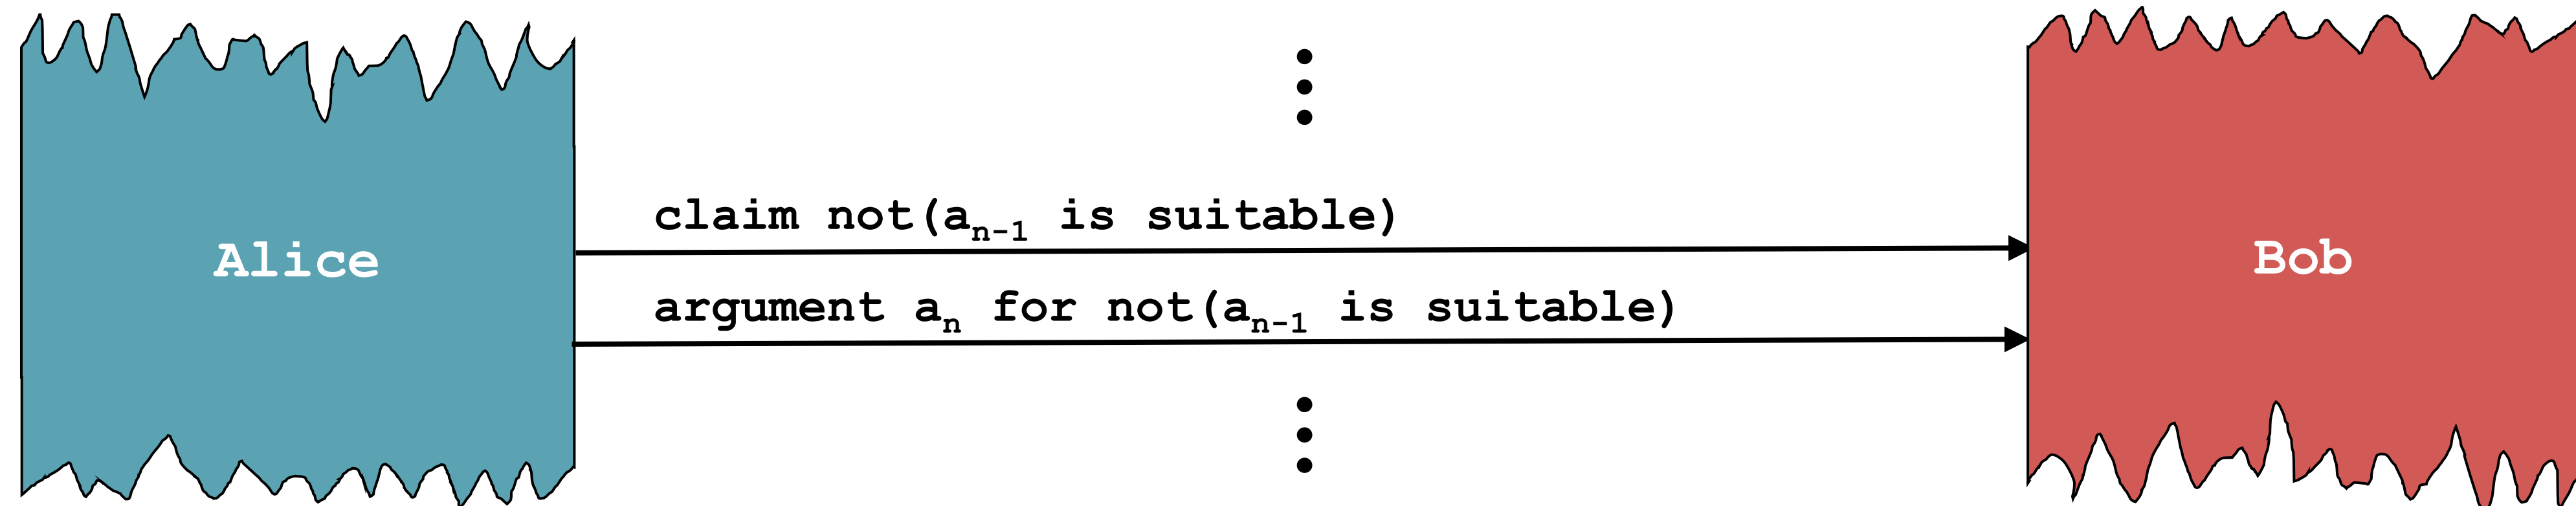 claim not(aₙ₋₁ is suitable)
Alice
Bob
argument aₙ for not(aₙ₋₁ is suitable)